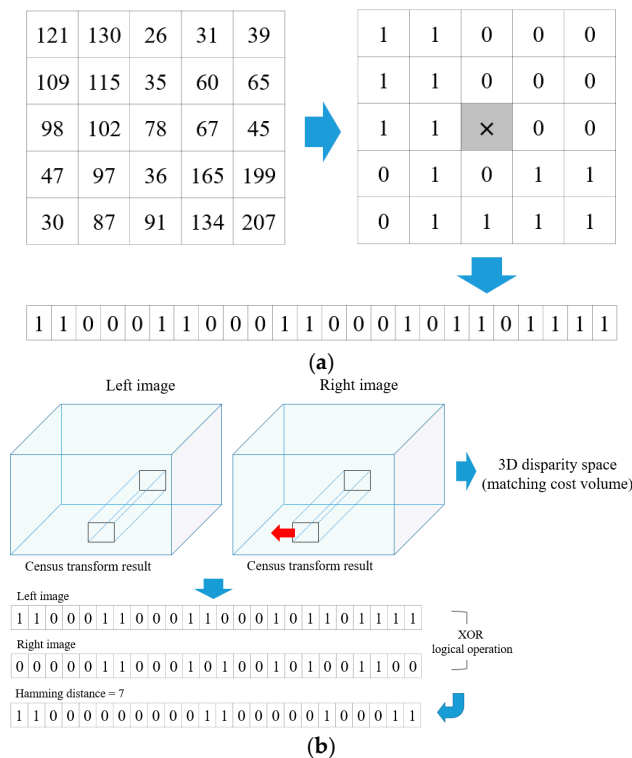 121 130 26 31 39
109 115 35 60 65
98 102 78 67 45
47 97 36 165 199
30 87 91 134 207
1 1 0 0 0
1 1 0 0 0
1 1 × 0 0
0 1 0 1 1
0 1 1 1 1
1 1 0 0 0 1 1 0 0 0 1 1 0 0 0 1 0 1 1 0 1 1 1 1
(a)
Left image
Right image
3D disparity space
(matching cost volume)
Census transform result
Census transform result
Left image
1 1 0 0 0 1 1 0 0 0 1 1 0 0 0 1 0 1 1 0 1 1 1 1
Right image
0 0 0 0 0 1 1 0 0 0 1 0 1 0 0 1 0 1 0 0 1 1 0 0
XOR
logical operation
Hamming distance = 7
1 1 0 0 0 0 0 0 0 0 0 1 1 0 0 0 0 0 1 0 0 0 1 1
(b)